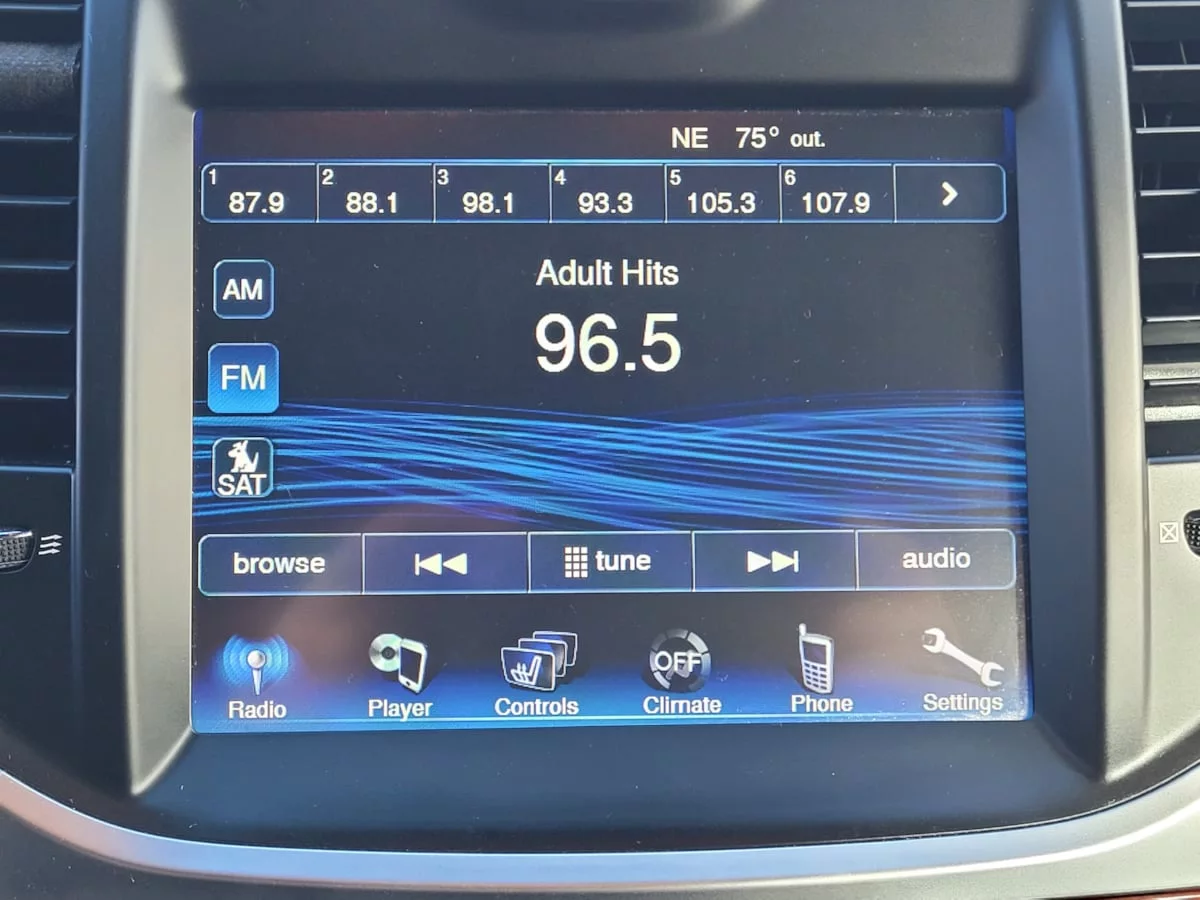 NE 75° out.
1 2 3 4 5 6
87.9 88.1 98.1 93.3 105.3 107.9
Adult Hits
AM
96.5
FM
SAT
browse tune audio
OFF
Radio Player Controls Climate Phone Settings